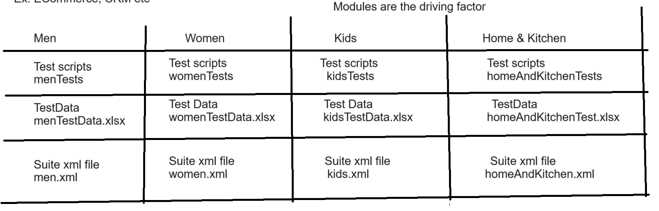 Ex: ECommerce, CRM etc
Modules are the driving factor
Men Women Kids Home & Kitchen
Test scripts Test scripts Test scripts Test scripts
menTests womenTests kidsTests homeAndKitchenTests
TestData Test Data Test Data TestData
menTestData.xlsx womenTestData.xlsx kidsTestData.xlsx homeAndKitchenTest.xlsx
Suite xml file Suite xml file Suite xml file Suite xml file
men.xml women.xml kids.xml homeAndKitchen.xml